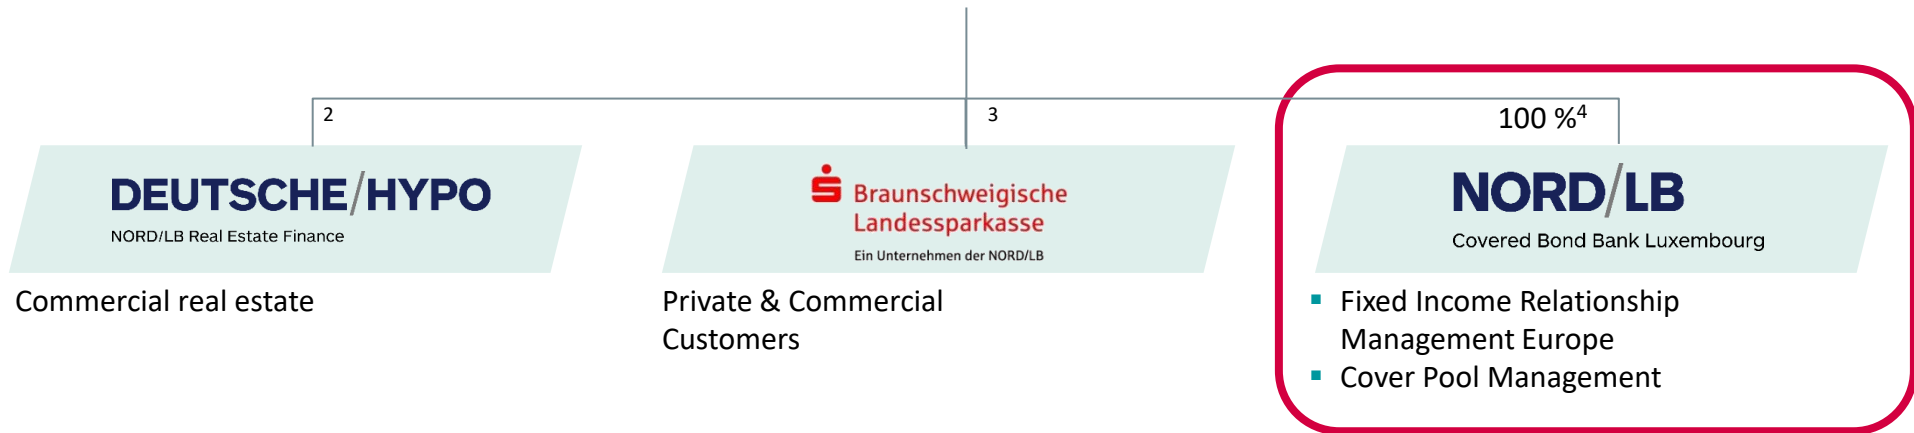 2
3
100 %⁴
DEUTSCHE/HYPO
NORD/LB Real Estate Finance
Braunschweigische
Landessparkasse
Ein Unternehmen der NORD/LB
NORD/LB
Covered Bond Bank Luxembourg
Commercial real estate
Private & Commercial
Customers
▪ Fixed Income Relationship
Management Europe
▪ Cover Pool Management